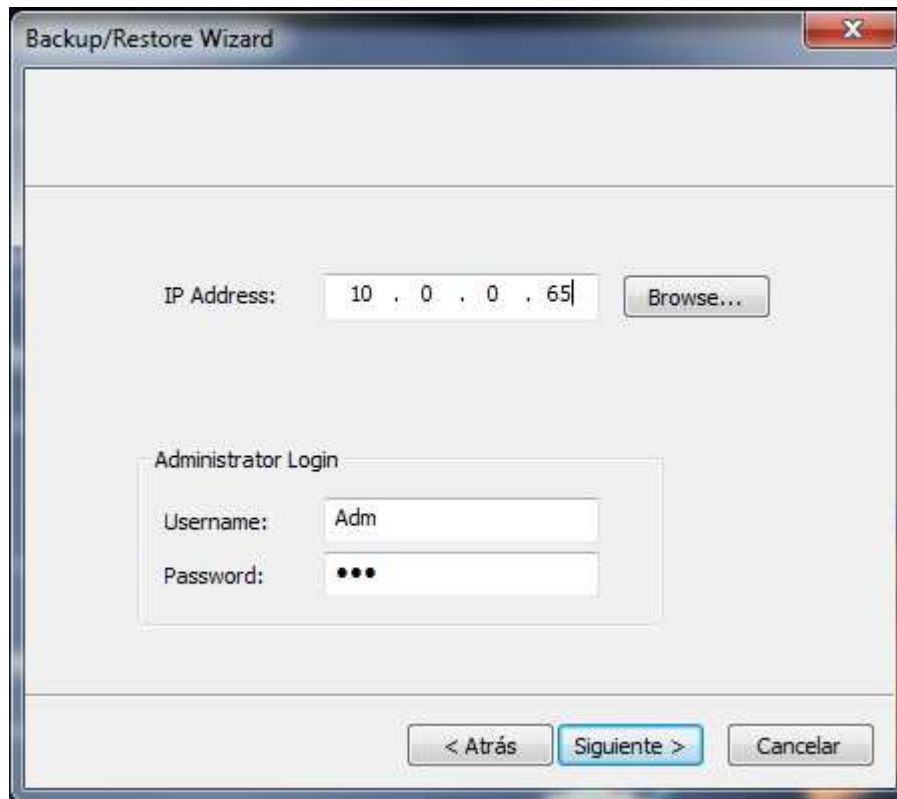 Backup/Restore Wizard
IP Address: 10 . 0 . 0 . 65 Browse...
Administrator Login
Username: Adm
Password: •••
< Atrás Siguiente > Cancelar